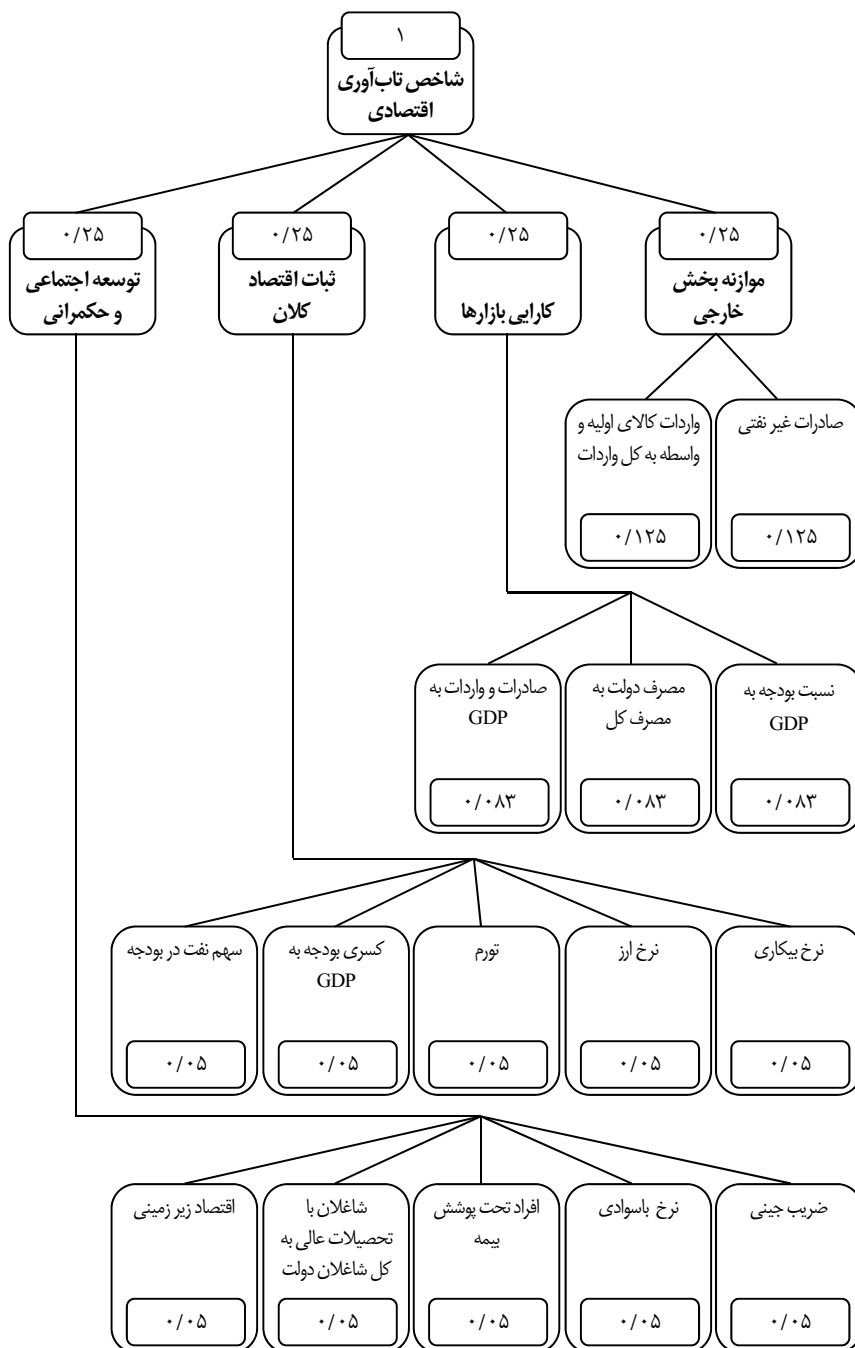 ۱
شاخص تاب‌آوری
اقتصادی
۰/۲۵
موازنه بخش
خارجی
۰/۲۵
کارایی بازارها
۰/۲۵
ثبات اقتصاد
کلان
۰/۲۵
توسعه اجتماعی
و حکمرانی
صادرات غیر نفتی
۰/۱۲۵
واردات کالای اولیه و
واسطه به کل واردات
۰/۱۲۵
نسبت بودجه به
GDP
۰/۰۸۳
مصرف دولت به
مصرف کل
۰/۰۸۳
صادرات و واردات به
GDP
۰/۰۸۳
نرخ بیکاری
۰/۰۵
نرخ ارز
۰/۰۵
تورم
۰/۰۵
کسری بودجه به
GDP
۰/۰۵
سهم نفت در بودجه
۰/۰۵
ضریب جینی
۰/۰۵
نرخ باسوادی
۰/۰۵
افراد تحت پوشش
بیمه
۰/۰۵
شاغلان با
تحصیلات عالی به
کل شاغلان دولت
۰/۰۵
اقتصاد زیر زمینی
۰/۰۵